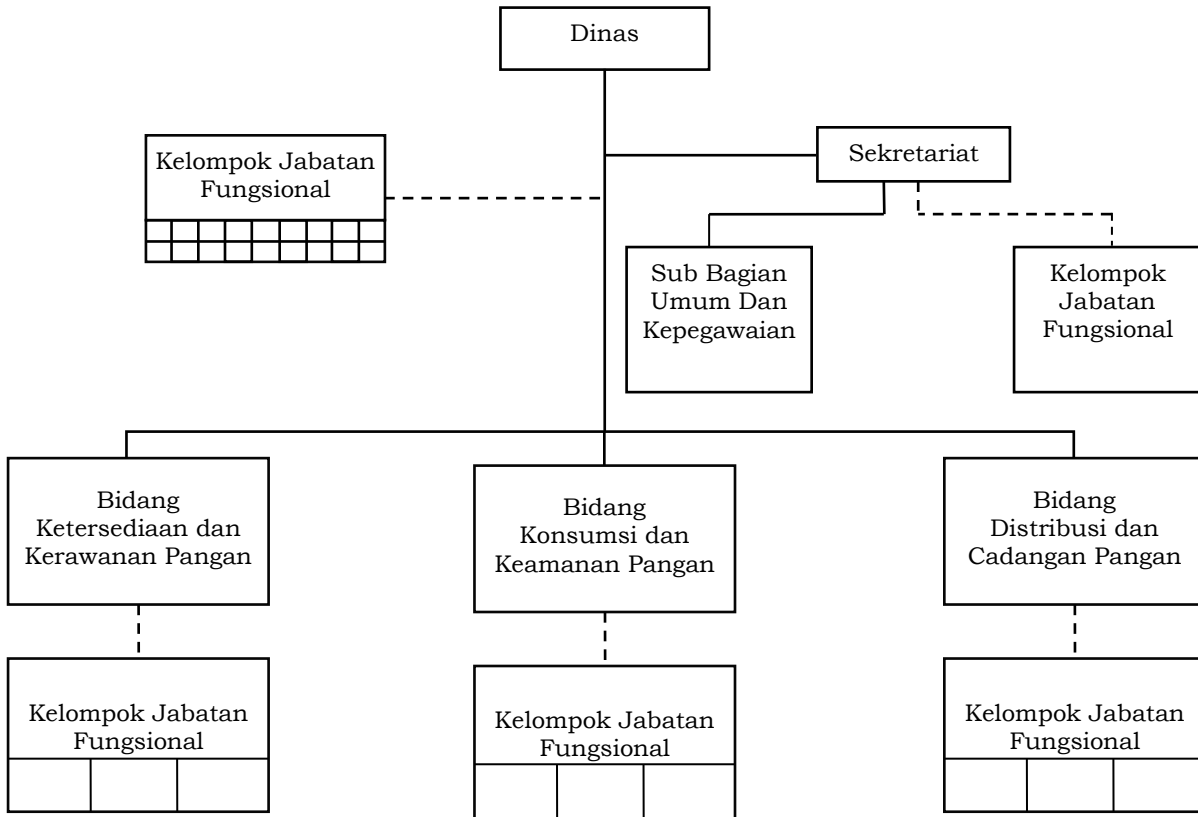 Dinas
Kelompok Jabatan
Fungsional
Sekretariat
Sub Bagian
Umum Dan
Kepegawaian
Kelompok
Jabatan
Fungsional
Bidang
Ketersediaan dan
Kerawanan Pangan
Bidang
Konsumsi dan
Keamanan Pangan
Bidang
Distribusi dan
Cadangan Pangan
Kelompok Jabatan
Fungsional
Kelompok Jabatan
Fungsional
Kelompok Jabatan
Fungsional